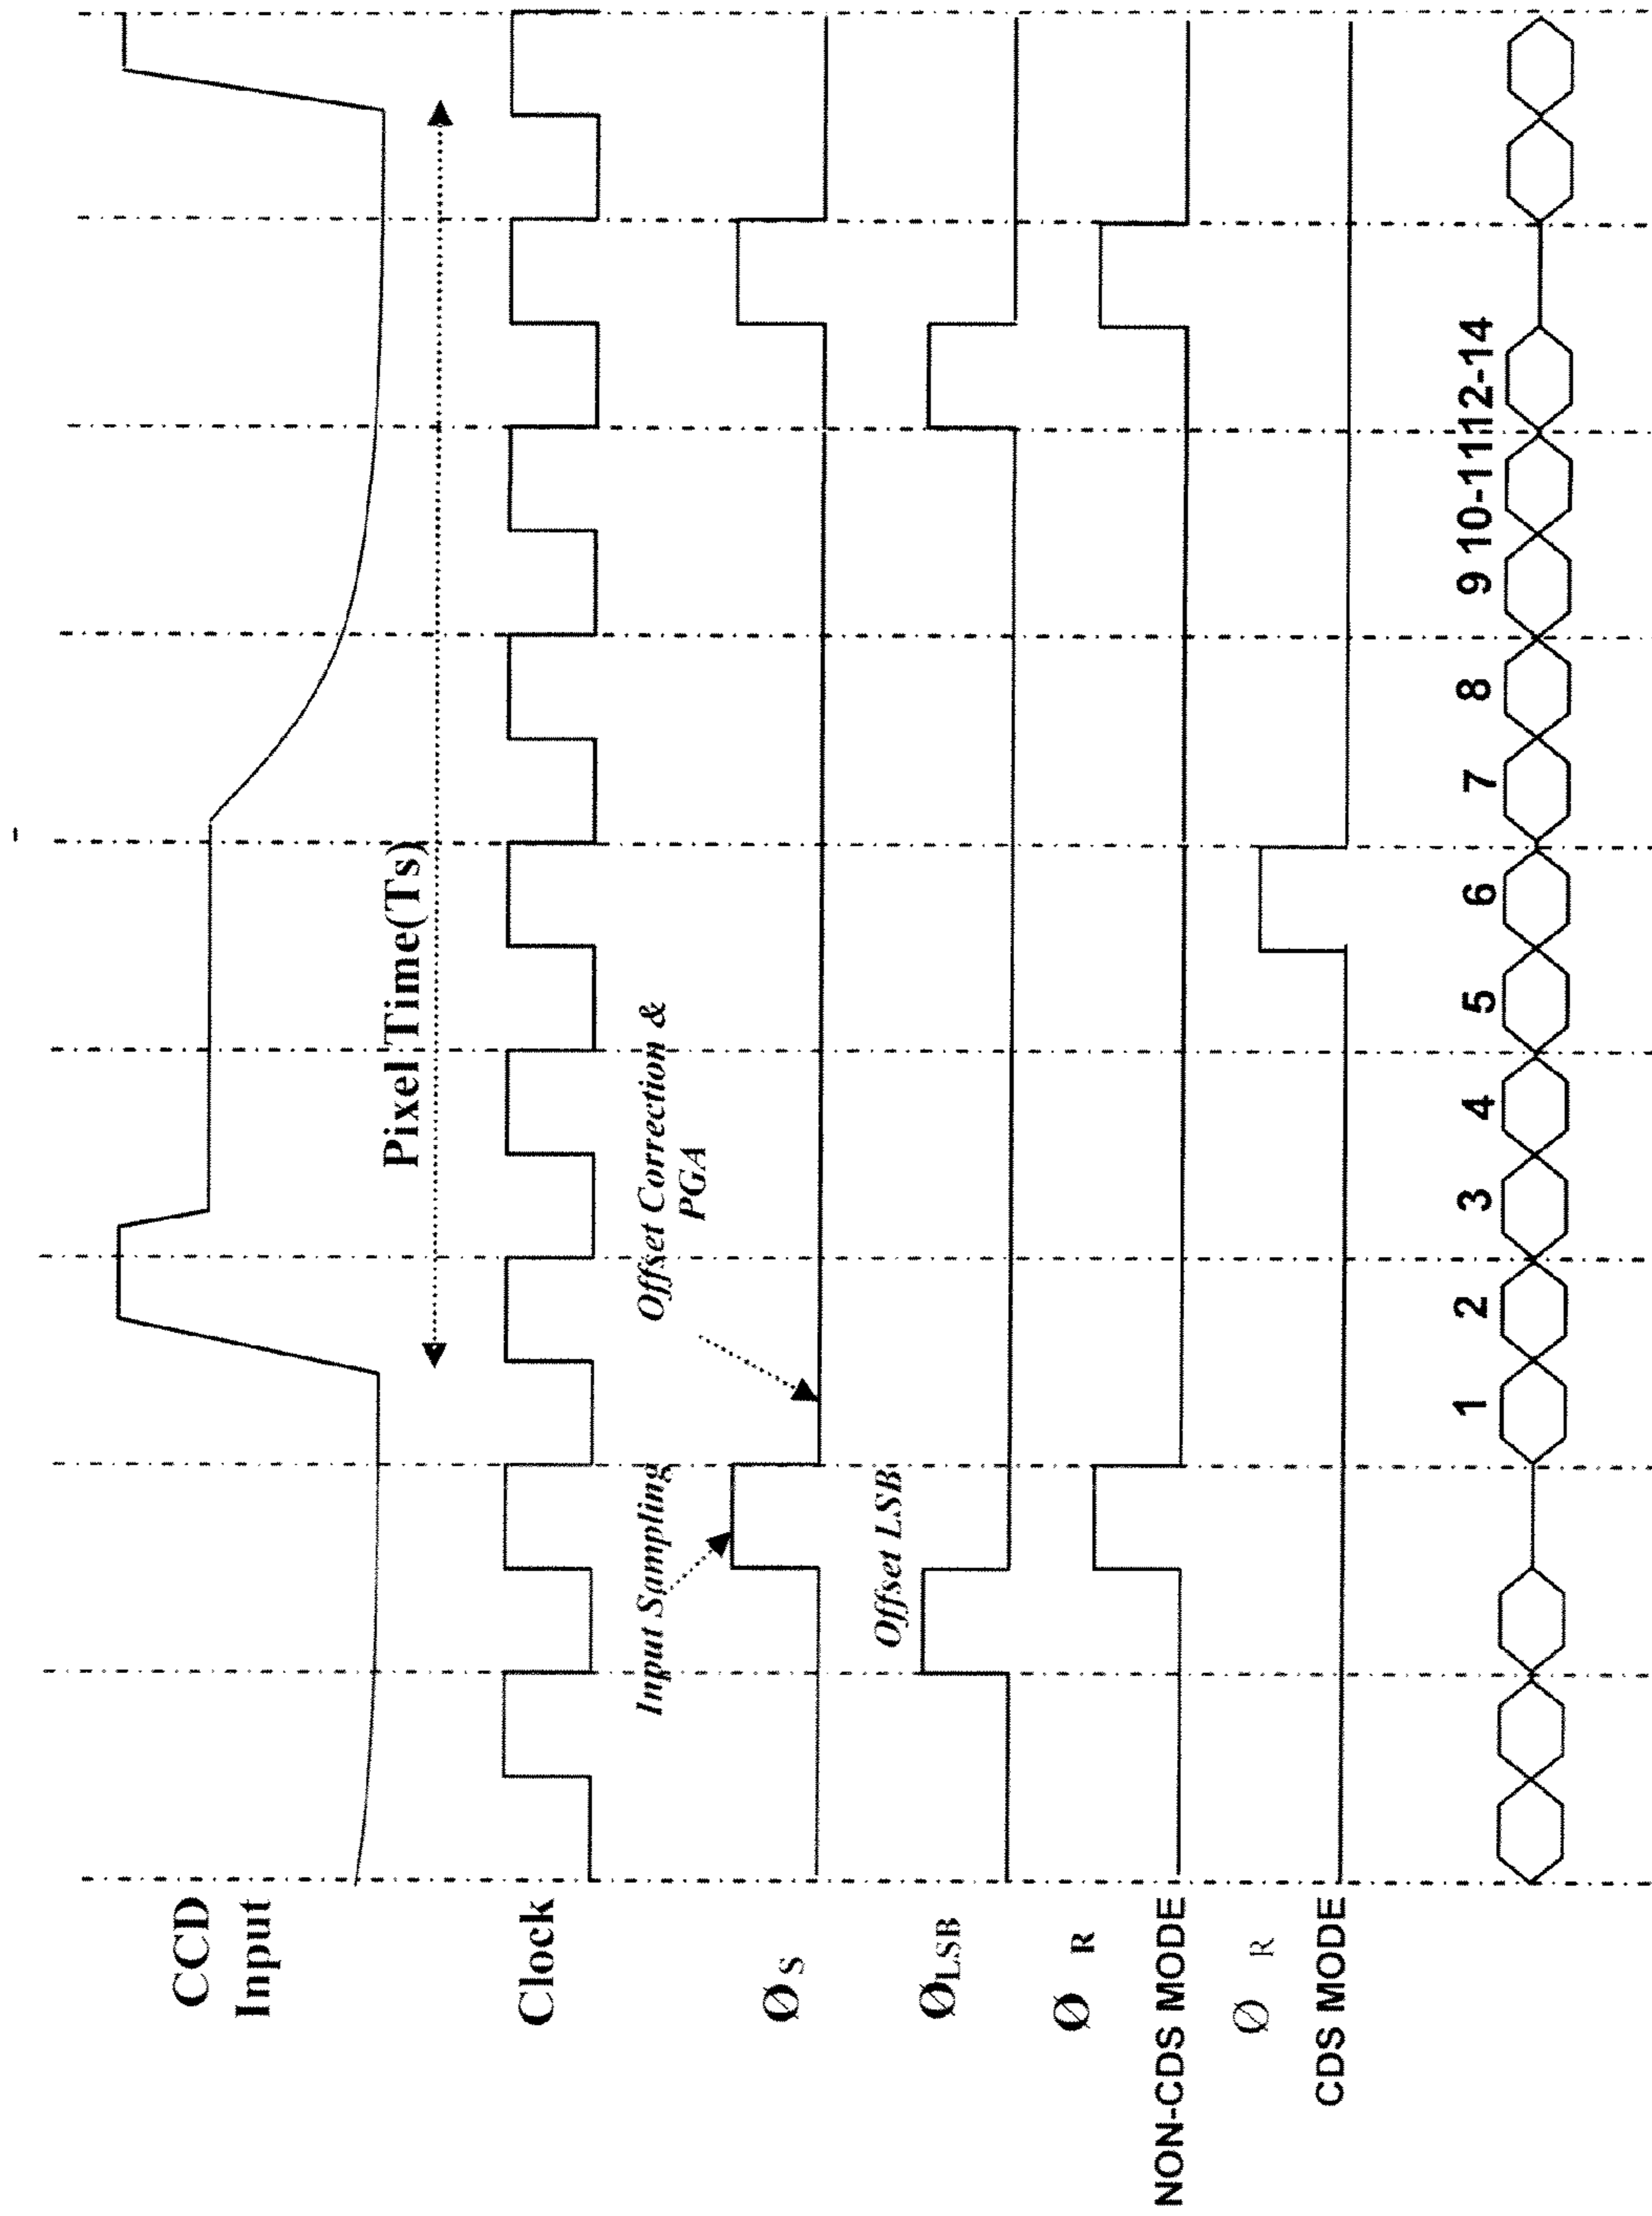 CCD
Input
Pixel Time(Ts)
Clock
Input Sampling
Offset Correction &
PGA
Øs
Offset LSB
ØLSB
Ø R
NON-CDS MODE
Ø R
CDS MODE
1 2 3 4 5 6 7 8 9 10-11 12-14